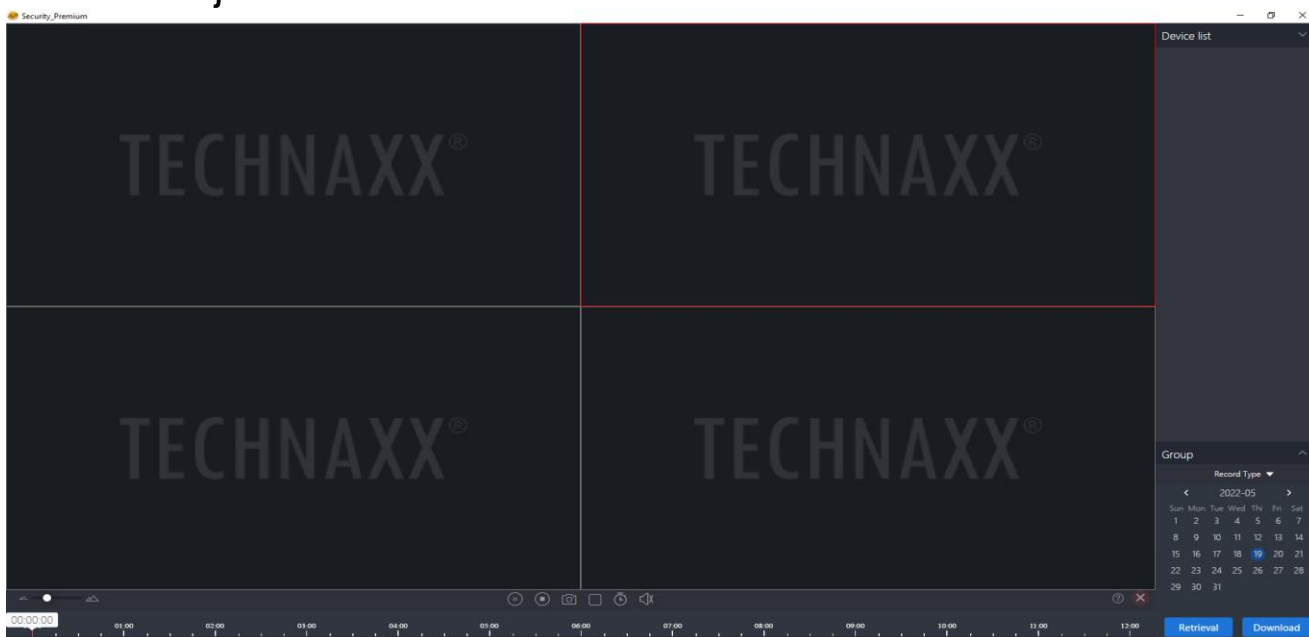 j
Security_Premium
Device list
TECHNAXX®
TECHNAXX®
TECHNAXX®
TECHNAXX®
Group
Record Type
2022-05
Sun Mon Tue Wed Thi Fri Sat
1 2 3 4 5 6 7
8 9 10 11 12 13 14
15 16 17 18 19 20 21
22 23 24 25 26 27 28
29 30 31
00:00:00 01:00 02:00 03:00 04:00 05:00 06:00 07:00 08:00 09:00 10:00 11:00 12:00
Retrieval Download